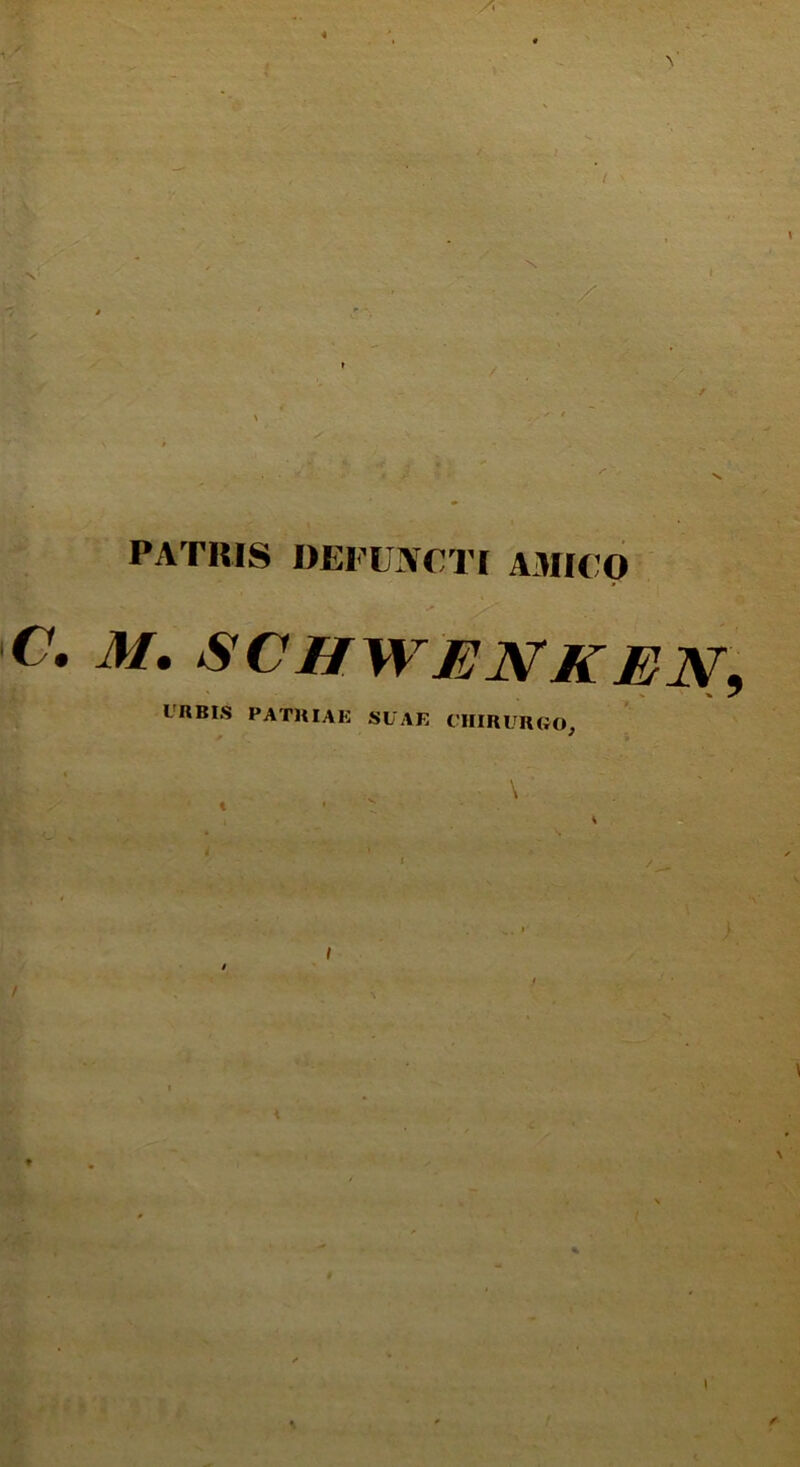 PATRIS DEFUNCTI AMICO
C. M. SCHWENKEN,
URBIS PATRIAE SUAE CHIRURGO,